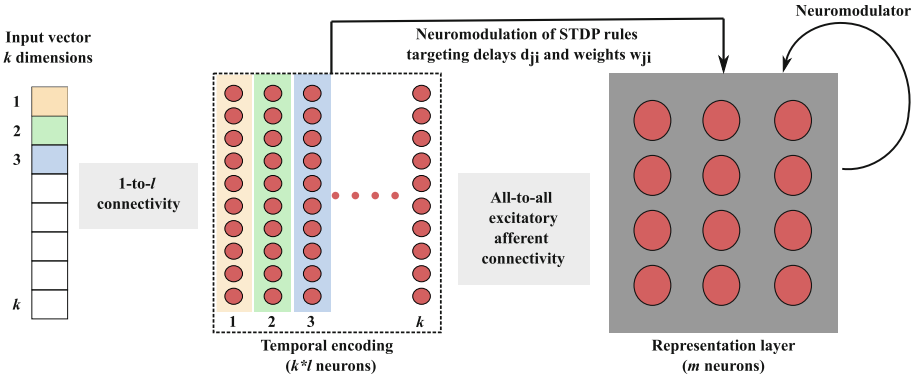 Input vector
k dimensions
1
2
3
k
1-to-l
connectivity
Neuromodulation of STDP rules
targeting delays dji and weights wji
1 2 3 k
Temporal encoding
(k*l neurons)
All-to-all
excitatory
afferent
connectivity
Neuromodulator
Representation layer
(m neurons)